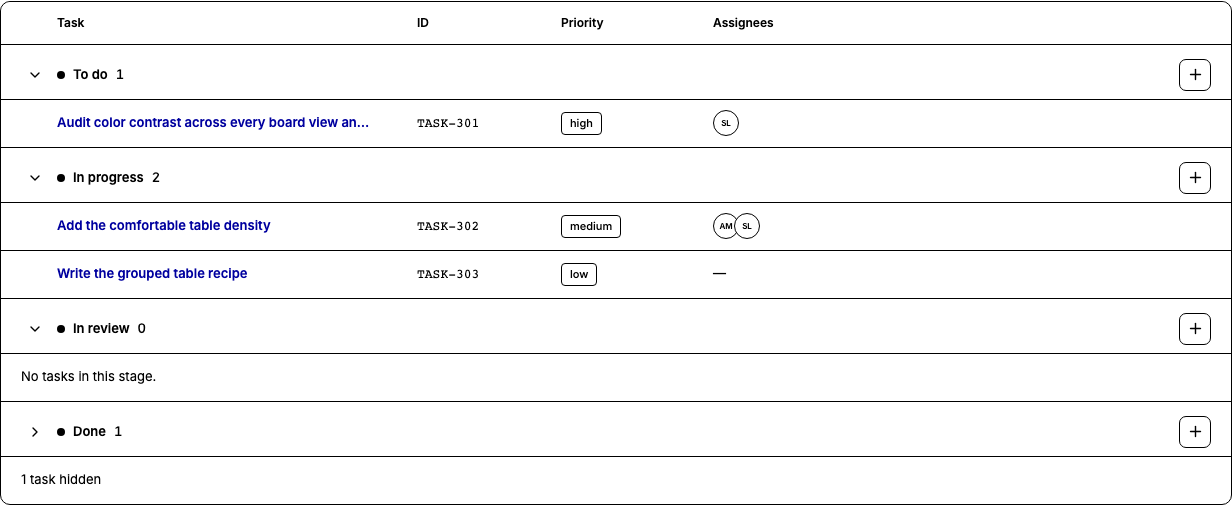 Task ID Priority Assignees
To do 1
Audit color contrast across every board view an... TASK-301 high SL
In progress 2
Add the comfortable table density TASK-302 medium AM SL
Write the grouped table recipe TASK-303 low —
In review 0
No tasks in this stage.
Done 1
1 task hidden